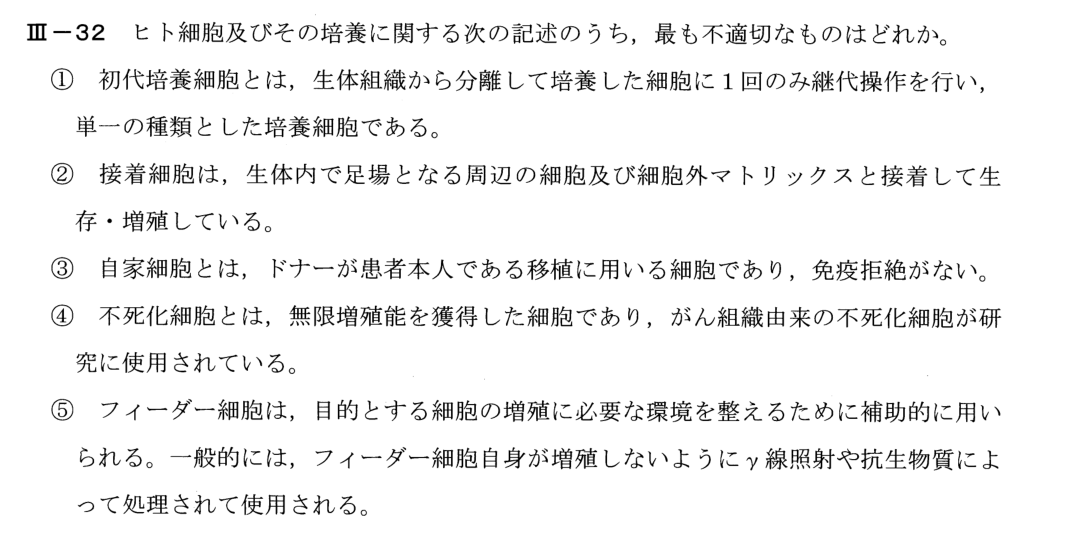 Ⅲ－32　ヒト細胞及びその培養に関する次の記述のうち，最も不適切なものはどれか。
①　初代培養細胞とは，生体組織から分離して培養した細胞に１回のみ継代操作を行い，
単一の種類とした培養細胞である。
②　接着細胞は，生体内で足場となる周辺の細胞及び細胞外マトリックスと接着して生
存・増殖している。
③　自家細胞とは，ドナーが患者本人である移植に用いる細胞であり，免疫拒絶がない。
④　不死化細胞とは，無限増殖能を獲得した細胞であり，がん組織由来の不死化細胞が研
究に使用されている。
⑤　フィーダー細胞は，目的とする細胞の増殖に必要な環境を整えるために補助的に用い
られる。一般的には，フィーダー細胞自身が増殖しないようにγ線照射や抗生物質によ
って処理されて使用される。